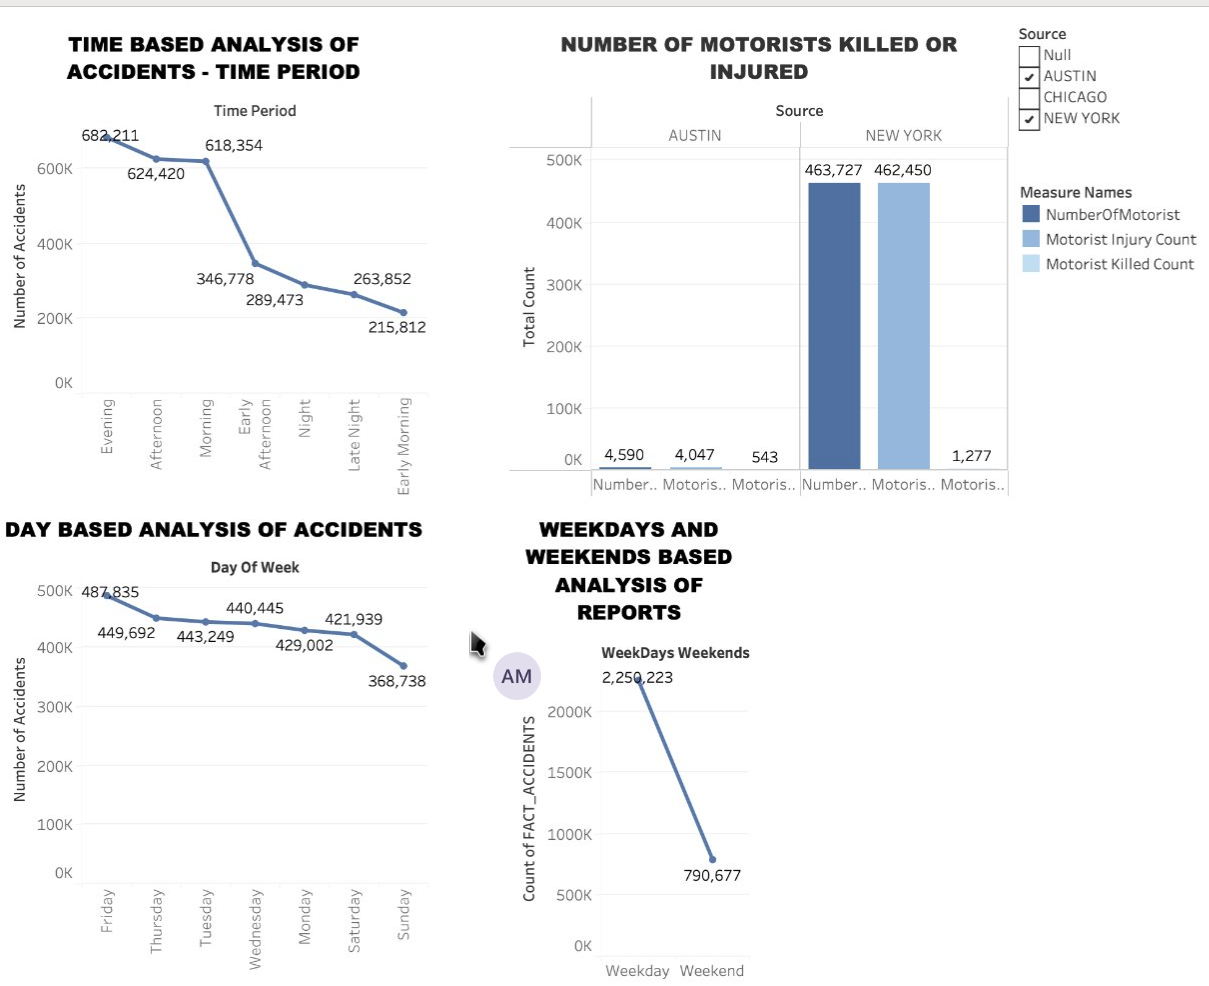 TIME BASED ANALYSIS OF
ACCIDENTS - TIME PERIOD
Time Period
Number of Accidents
600K
400K
200K
0K
682,211
624,420
618,354
346,778
289,473
263,852
215,812
Evening
Afternoon
Morning
Early
Afternoon
Night
Late Night
Early Morning
NUMBER OF MOTORISTS KILLED OR
INJURED
Source
AUSTIN
NEW YORK
Total Count
500K
400K
300K
200K
100K
0K
4,590
4,047
543
463,727
462,450
1,277
Number..
Motoris..
Motoris..
Number..
Motoris..
Motoris..
Source
Null
AUSTIN
CHICAGO
NEW YORK
Measure Names
NumberOfMotorist
Motorist Injury Count
Motorist Killed Count
DAY BASED ANALYSIS OF ACCIDENTS
Day Of Week
Number of Accidents
500K
400K
300K
200K
100K
0K
487,835
449,692
443,249
440,445
429,002
421,939
368,738
Friday
Thursday
Tuesday
Wednesday
Monday
Saturday
Sunday
WEEKDAYS AND
WEEKENDS BASED
ANALYSIS OF
REPORTS
AM
WeekDays Weekends
Count of FACT_ACCIDENTS
2000K
1500K
1000K
500K
0K
2,250,223
790,677
Weekday
Weekend